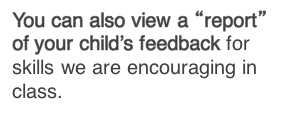 You can also view a “report”
of your child’s feedback for
skills we are encouraging in
class.